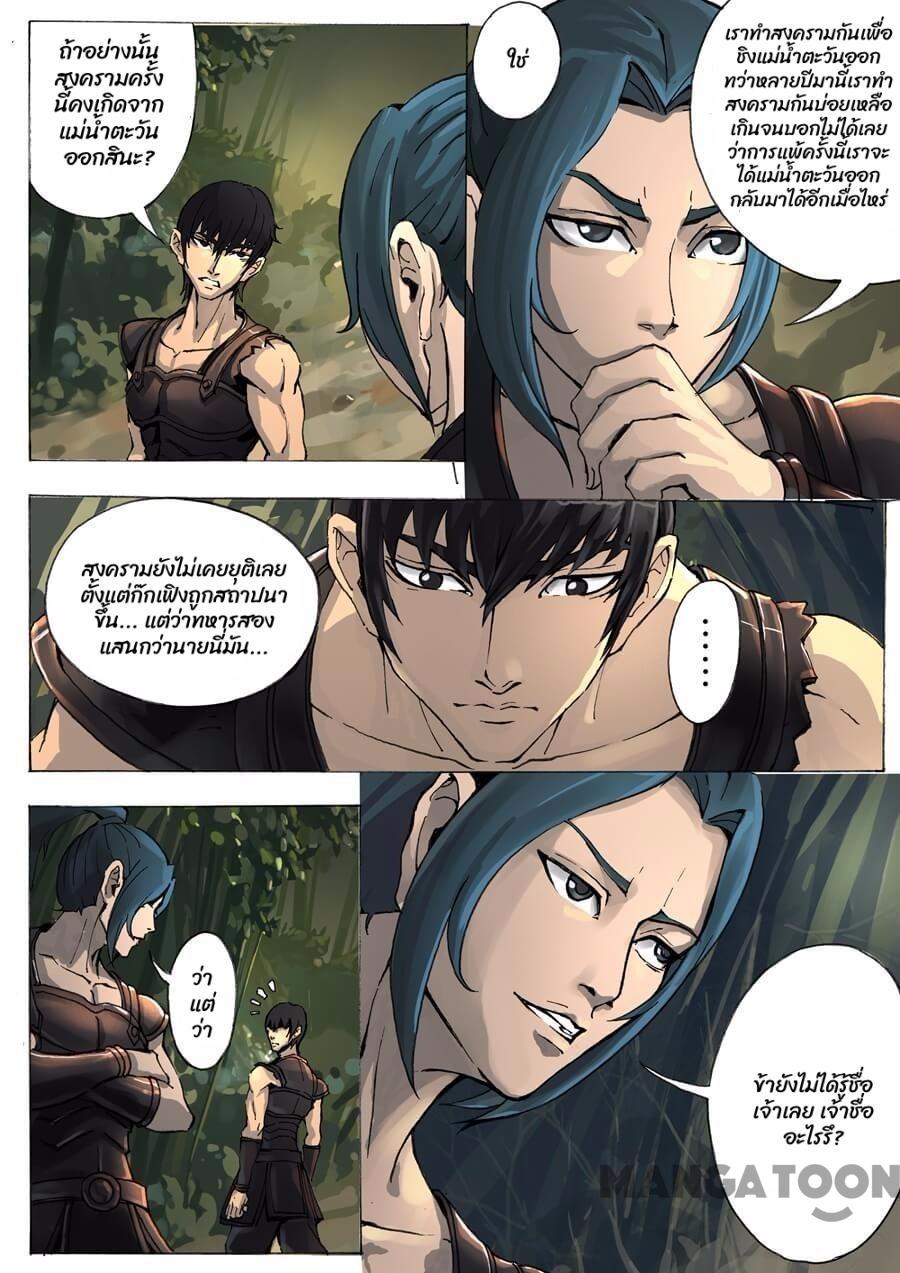 ถ้าอย่างนั้น
สงครามครั้ง
นี้คงเกิดจาก
แม่น้ำตะวัน
ออกสินะ?
ใช่
เราทำสงครามกันเพื่อ
ชิงแม่น้ำตะวันออก
ทว่าหลายปีมานี้เราทำ
สงครามกันบ่อยเหลือ
เกินจนบอกไม่ได้เลย
ว่าการแพ้ครั้งนี้เราจะ
ได้แม่น้ำตะวันออก
กลับมาได้อีกเมื่อไหร่
สงครามยังไม่เคยยุติเลย
ตั้งแต่ก๊กเฟิงถูกสถาปนา
ขึ้น... แต่ว่าทหารสอง
แสนกว่านายนี่มัน...
......
ว่า
แต่
ว่า
ข้ายังไม่ได้รู้ชื่อ
เจ้าเลย เจ้าชื่อ
อะไรรึ?
MANGATOON